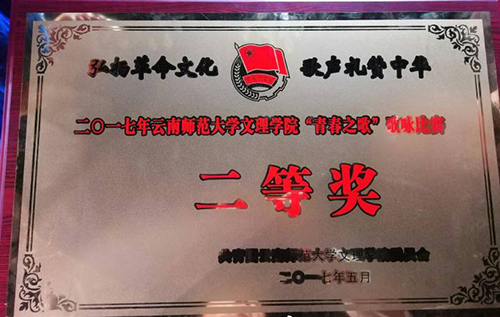 弘扬革命文化 歌声礼赞中华
二〇一七年云南师范大学文理学院“青春之歌”歌咏比赛
二等奖
共青团云南师范大学文理学院委员会
二〇一七年五月